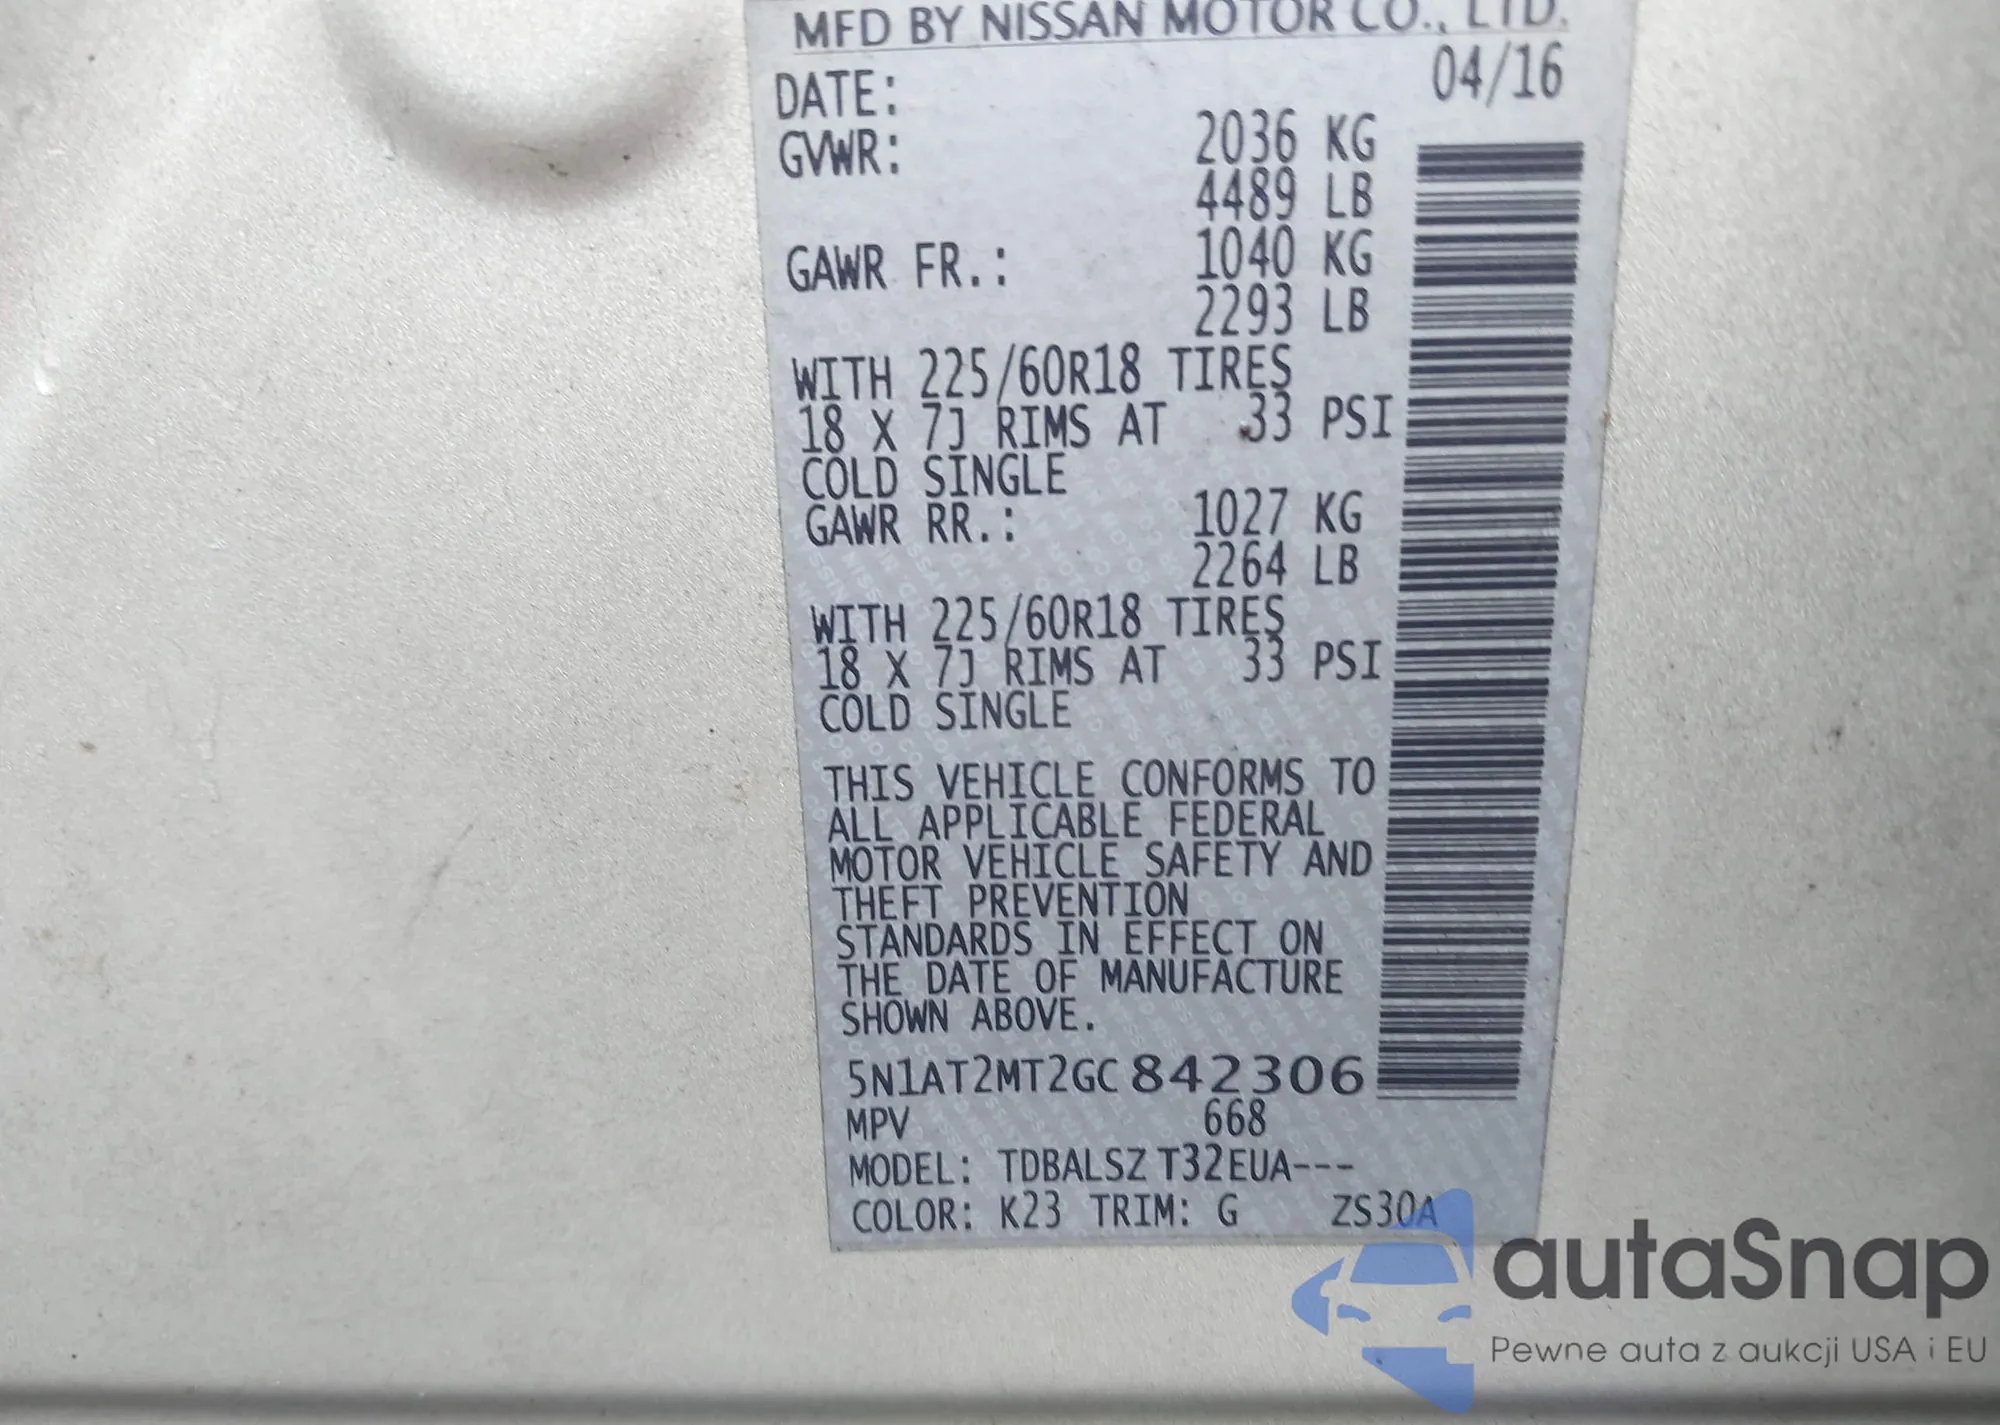 MFD BY NISSAN MOTOR CO., LTD.
DATE: 04/16
GVWR: 2036 KG
4489 LB
GAWR FR.: 1040 KG
2293 LB
WITH 225/60R18 TIRES
18 X 7J RIMS AT 33 PSI
COLD SINGLE
GAWR RR.: 1027 KG
2264 LB
WITH 225/60R18 TIRES
18 X 7J RIMS AT 33 PSI
COLD SINGLE
THIS VEHICLE CONFORMS TO
ALL APPLICABLE FEDERAL
MOTOR VEHICLE SAFETY AND
THEFT PREVENTION
STANDARDS IN EFFECT ON
THE DATE OF MANUFACTURE
SHOWN ABOVE.
5N1AT2MT2GC842306
MPV 668
MODEL: TDBALSZ T32EUA---
COLOR: K23 TRIM: G ZS30A
autaSnap
Pewne auta z aukcji USA i EU